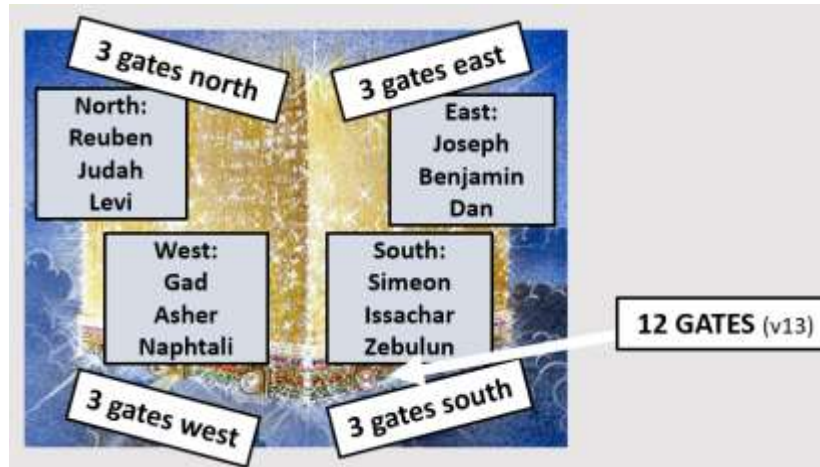 3 gates north
3 gates east
North:
Reuben
Judah
Levi
East:
Joseph
Benjamin
Dan
West:
Gad
Asher
Naphtali
South:
Simeon
Issachar
Zebulun
12 GATES (v13)
3 gates west
3 gates south